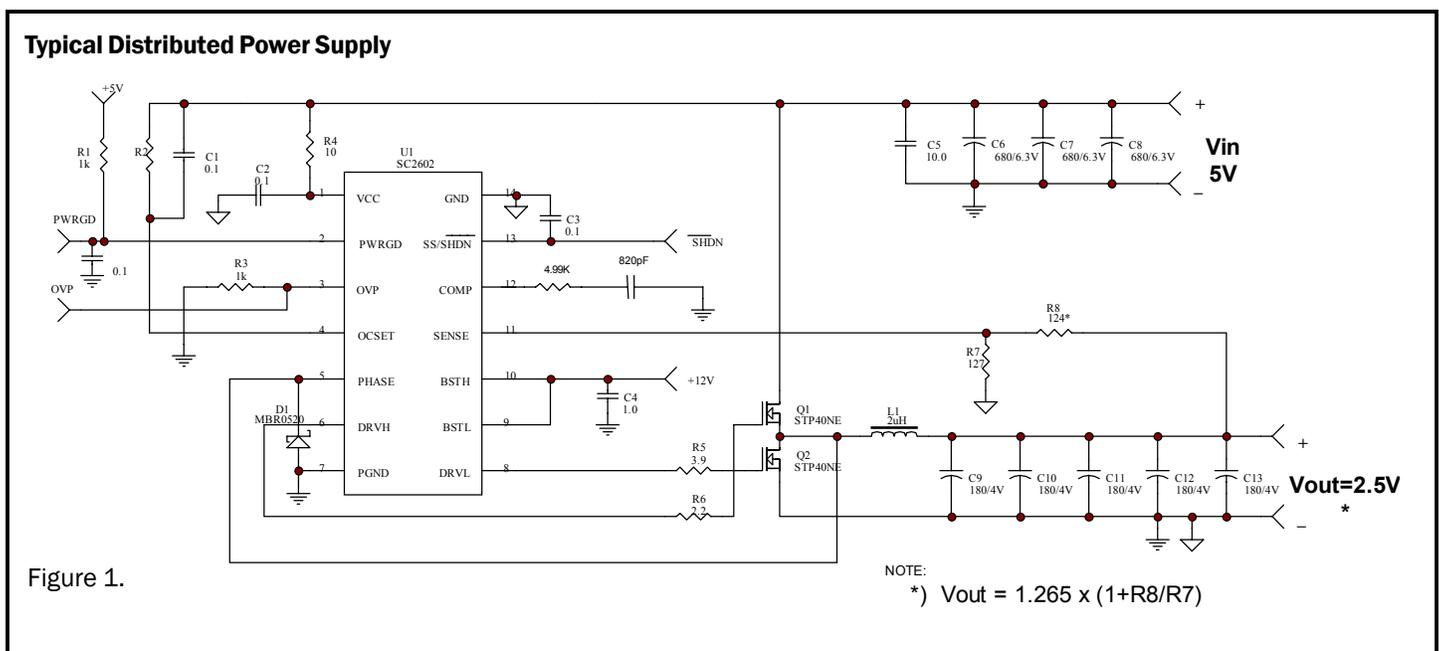 Typical Distributed Power Supply
+5V
R1
1k
R2
C1
0.1
R4
10
C2
0.1
U1
SC2602
1
VCC
GND
14
PWRGD
2
PWRGD
SS/SHDN
13
C3
0.1
SHDN
0.1
R3
1k
OVP
3
OVP
COMP
12
4.99K
820pF
4
OCSET
SENSE
11
R8
124*
R7
127
5
PHASE
BSTH
10
+12V
C4
1.0
D1
MBR0520
6
DRVH
BSTL
9
7
PGND
DRVL
8
R5
3.9
R6
2.2
Q1
STP40NE
Q2
STP40NE
L1
2uH
C5
10.0
C6
680/6.3V
C7
680/6.3V
C8
680/6.3V
+
Vin
5V
_
C9
180/4V
C10
180/4V
C11
180/4V
C12
180/4V
C13
180/4V
+
Vout=2.5V
*
_
Figure 1.
NOTE:
*) Vout = 1.265 x (1+R8/R7)